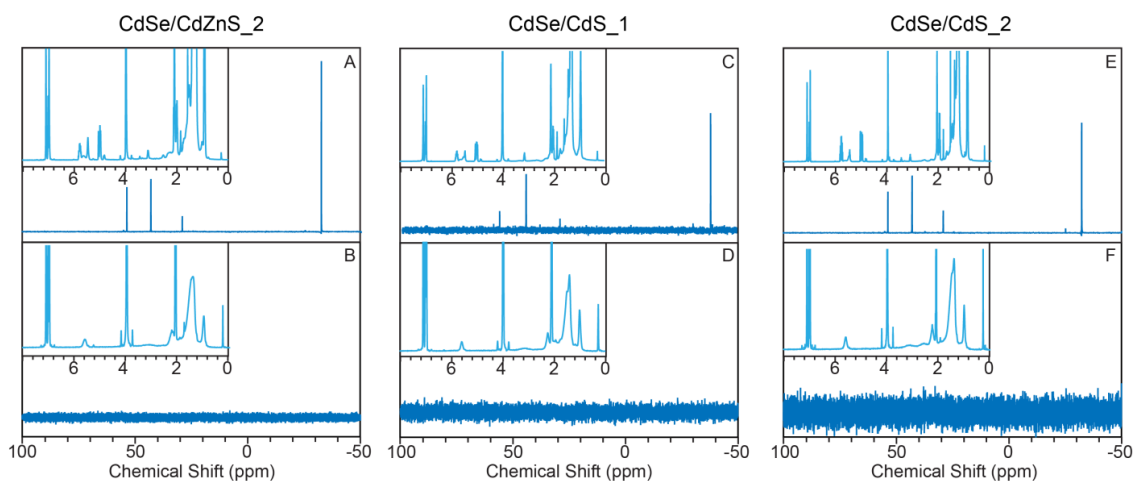 CdSe/CdZnS_2 CdSe/CdS_1 CdSe/CdS_2
A C E
6 4 2 0 6 4 2 0 6 4 2 0
B D F
6 4 2 0 6 4 2 0 6 4 2 0
100 50 0 -50 100 50 0 -50 100 50 0 -50
Chemical Shift (ppm) Chemical Shift (ppm) Chemical Shift (ppm)